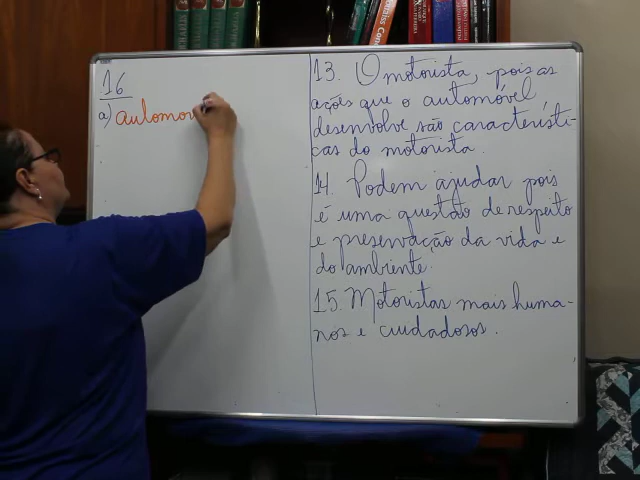 16
a) automov
13. O motorista, pois as
ações que o automóvel
desenvolve são característi-
cas do motorista.
14. Podem ajudar pois
é uma questão de respeito
e preservação da vida e
do ambiente.
15. Motoristas mais huma-
nos e cuidadosos.